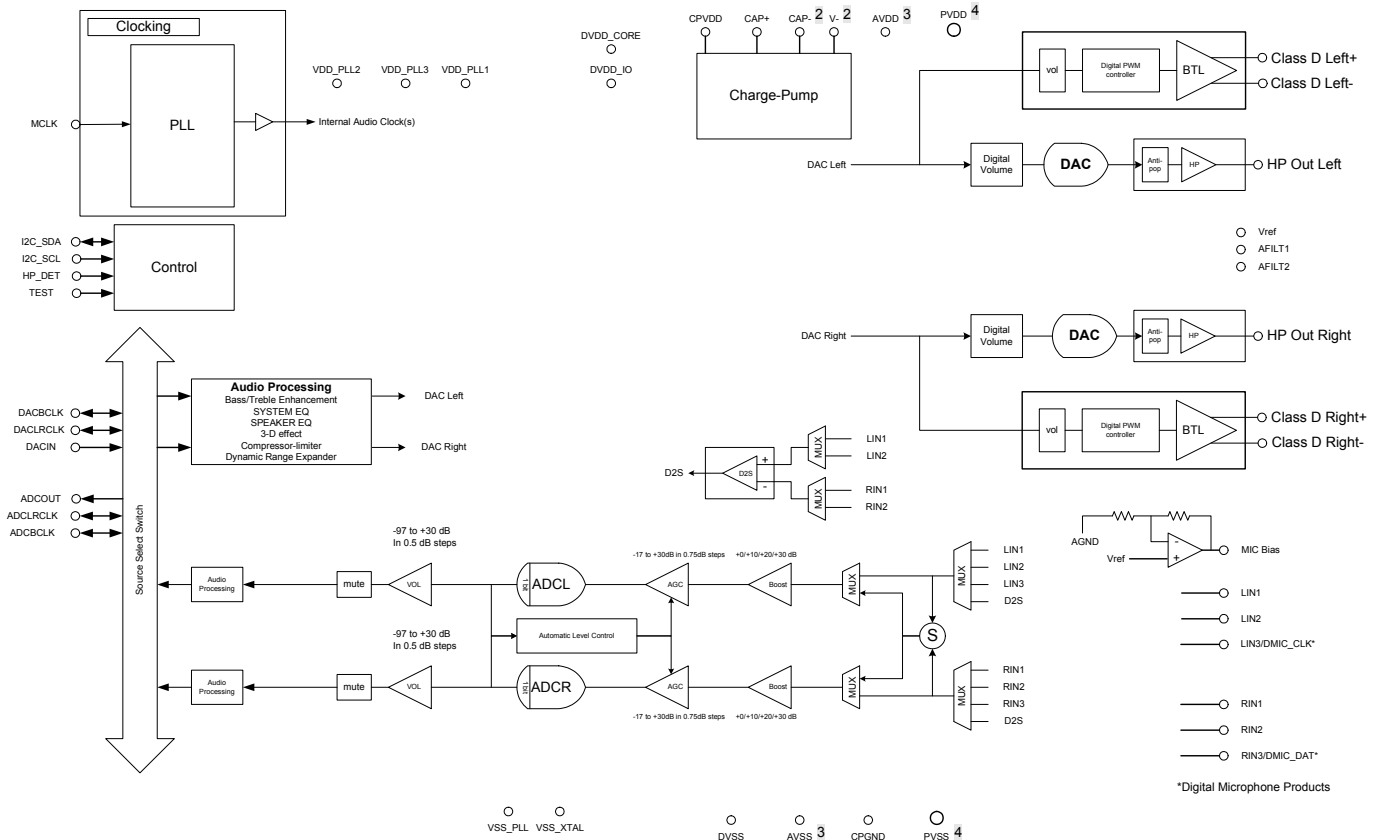 Clocking
PLL
MCLK
Internal Audio Clock(s)
VDD_PLL2
VDD_PLL3
VDD_PLL1
DVDD_CORE
DVDD_IO
CPVDD
CAP+
CAP- 2
V- 2
AVDD 3
PVDD 4
Charge-Pump
vol
Digital PWM
controller
BTL
Class D Left+
Class D Left-
DAC Left
Digital
Volume
DAC
Anti-
pop
HP
HP Out Left
I2C_SDA
I2C_SCL
HP_DET
TEST
Control
Vref
AFILT1
AFILT2
DAC Right
Digital
Volume
DAC
Anti-
pop
HP
HP Out Right
vol
Digital PWM
controller
BTL
Class D Right+
Class D Right-
Audio Processing
Bass/Treble Enhancement
SYSTEM EQ
SPEAKER EQ
3-D effect
Compressor-limiter
Dynamic Range Expander
DAC Left
DAC Right
DACBCLK
DACLRCLK
DACIN
ADCOUT
ADCLRCLK
ADCBCLK
Source Select Switch
D2S
D2S
+
-
MUX
LIN1
LIN2
MUX
RIN1
RIN2
AGND
Vref
-
+
MIC Bias
-97 to +30 dB
In 0.5 dB steps
-17 to +30dB in 0.75dB steps
+0/+10/+20/+30 dB
Audio
Processing
mute
VOL
1 bit
ADCL
AGC
Boost
MUX
MUX
LIN1
LIN2
LIN3
D2S
Automatic Level Control
S
-97 to +30 dB
In 0.5 dB steps
Audio
Processing
mute
VOL
1 bit
ADCR
AGC
Boost
MUX
MUX
RIN1
RIN2
RIN3
D2S
-17 to +30dB in 0.75dB steps
+0/+10/+20/+30 dB
LIN1
LIN2
LIN3/DMIC_CLK*
RIN1
RIN2
RIN3/DMIC_DAT*
*Digital Microphone Products
VSS_PLL
VSS_XTAL
DVSS
AVSS 3
CPGND
PVSS 4